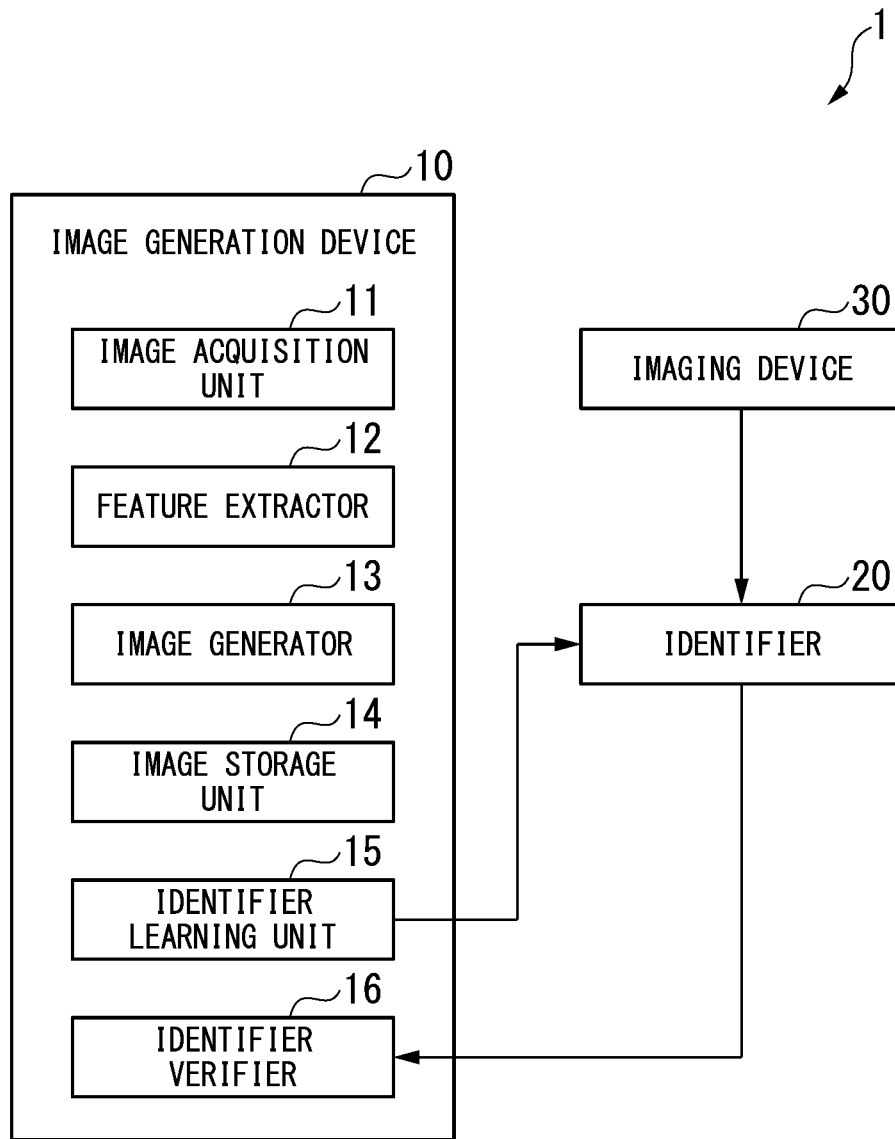 1
10
IMAGE GENERATION DEVICE
11
IMAGE ACQUISITION
UNIT
12
FEATURE EXTRACTOR
13
IMAGE GENERATOR
14
IMAGE STORAGE
UNIT
15
IDENTIFIER
LEARNING UNIT
16
IDENTIFIER
VERIFIER
30
IMAGING DEVICE
20
IDENTIFIER